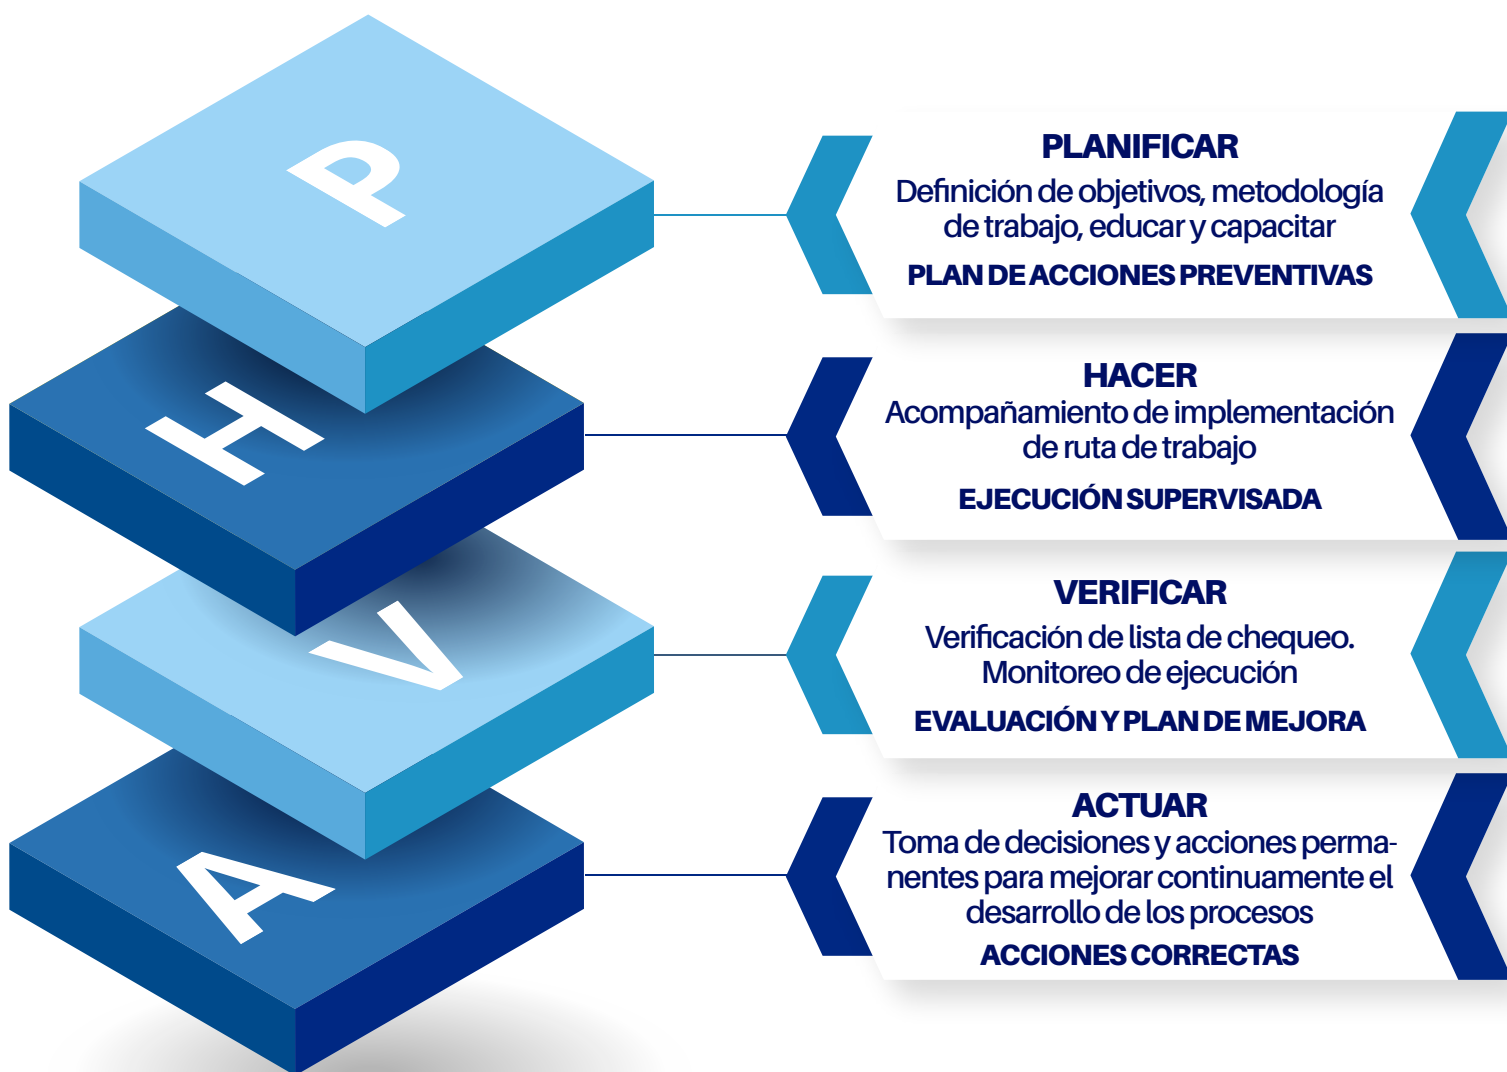 P
PLANIFICAR
Definición de objetivos, metodología
de trabajo, educar y capacitar
PLAN DE ACCIONES PREVENTIVAS
H
HACER
Acompañamiento de implementación
de ruta de trabajo
EJECUCIÓN SUPERVISADA
V
VERIFICAR
Verificación de lista de chequeo.
Monitoreo de ejecución
EVALUACIÓN Y PLAN DE MEJORA
A
ACTUAR
Toma de decisiones y acciones perma-
nentes para mejorar continuamente el
desarrollo de los procesos
ACCIONES CORRECTAS